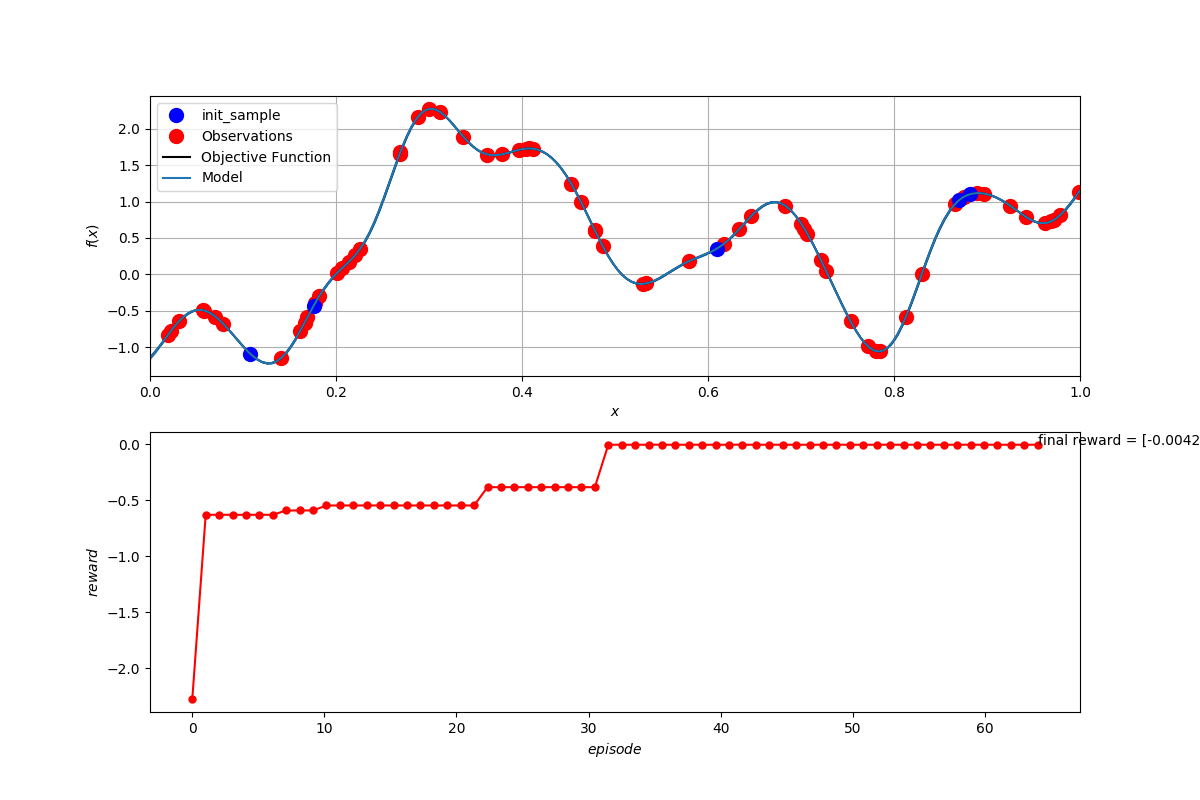 2.0
1.5
1.0
0.5
0.0
−0.5
−1.0
f(x)
init_sample
Observations
Objective Function
Model
0.0 0.2 0.4 0.6 0.8 1.0
x
0.0
−0.5
−1.0
−1.5
−2.0
reward
final reward = [-0.0042
0 10 20 30 40 50 60
episode